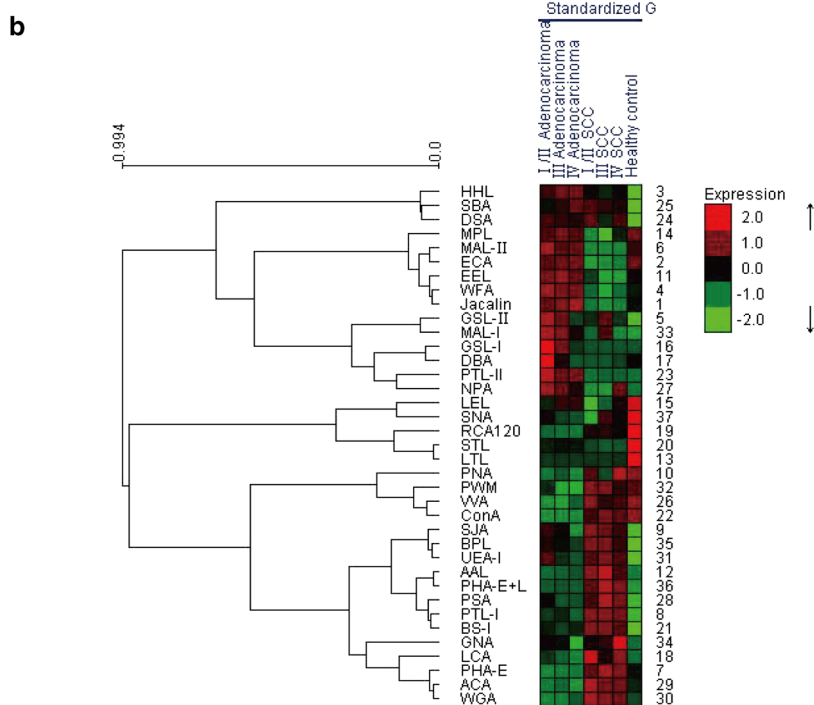 b
Standardized G
I /II Adenocarcinoma
III Adenocarcinoma
IV Adenocarcinoma
I /II SCC
III SCC
IV SCC
Healthy control
-0.994
0.0
HHL 3
SBA 25
DSA 24
MPL 14
MAL-II 6
ECA 2
EEL 11
WFA 4
Jacalin 1
GSL-II 5
MAL-I 33
GSL-I 16
DBA 17
PTL-II 23
NPA 27
LEL 15
SNA 37
RCA120 19
STL 20
LTL 13
PNA 10
PWM 32
VVA 26
ConA 22
SJA 9
BPL 35
UEA-I 31
AAL 12
PHA-E+L 36
PSA 28
PTL-I 8
BS-I 21
GNA 34
LCA 18
PHA-E 7
ACA 29
WGA 30
Expression
2.0
1.0
0.0
-1.0
-2.0